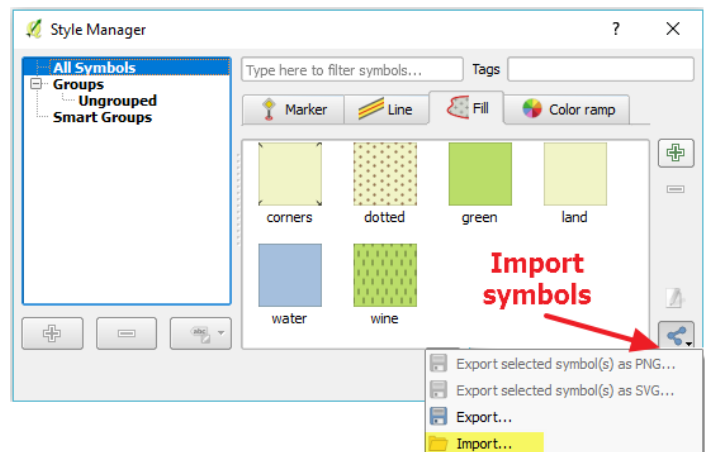 Style Manager
?
All Symbols
Groups
Ungrouped
Smart Groups
Type here to filter symbols...
Tags
Marker
Line
Fill
Color ramp
corners
dotted
green
land
water
wine
Import
symbols
abc
Export selected symbol(s) as PNG...
Export selected symbol(s) as SVG...
Export...
Import...